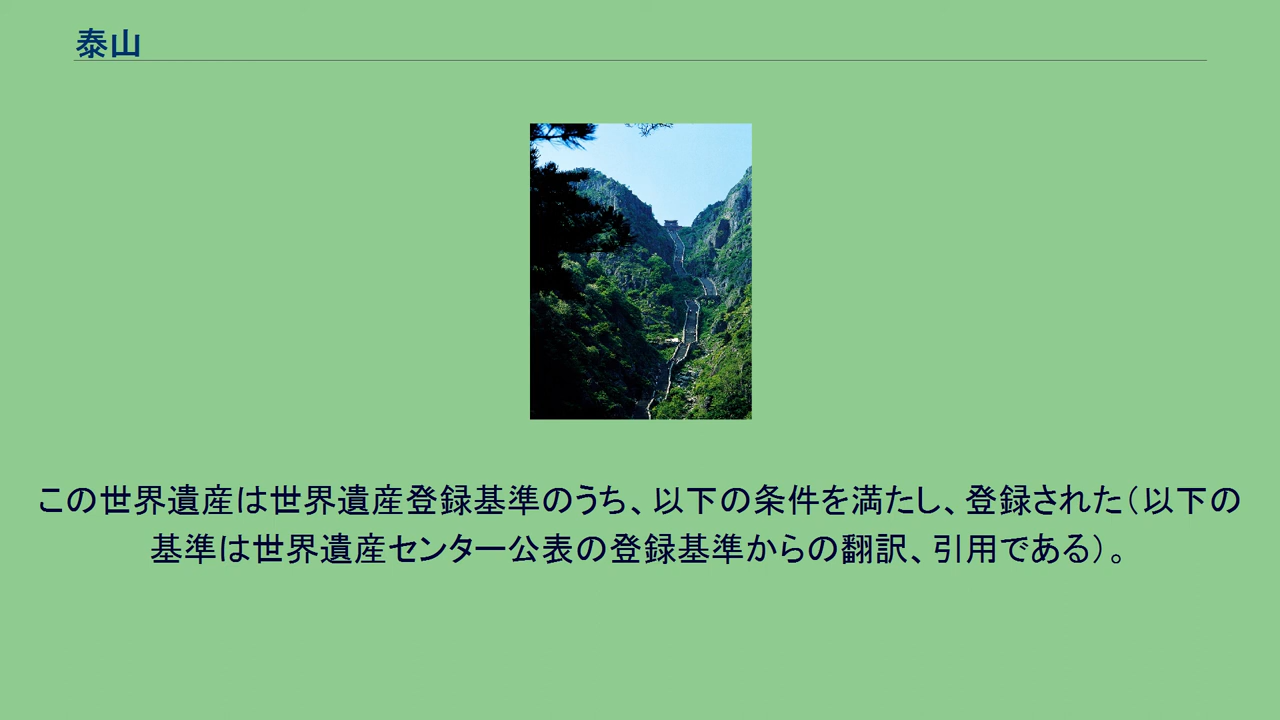 泰山
この世界遺産は世界遺産登録基準のうち、以下の条件を満たし、登録された（以下の
基準は世界遺産センター公表の登録基準からの翻訳、引用である）。